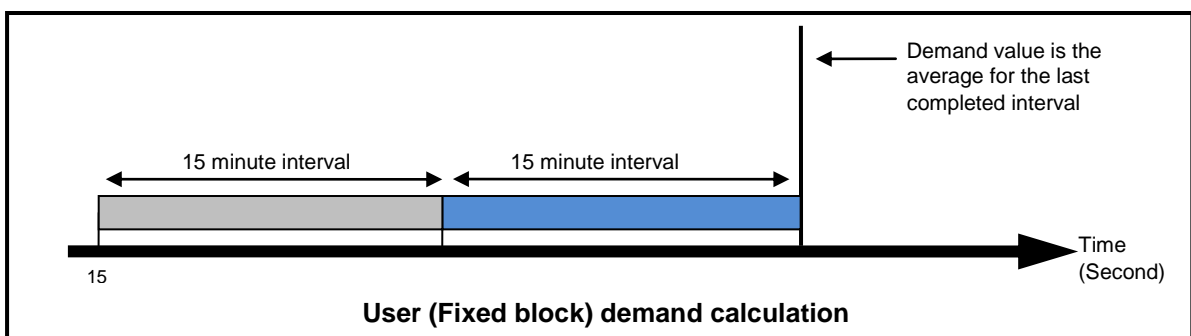 Demand value is the
average for the last
completed interval
15 minute interval
15 minute interval
Time
(Second)
15
User (Fixed block) demand calculation